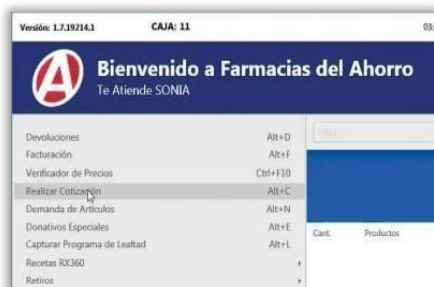 Versión: 1.7.19214.1 CAJA: 11 03:
A Bienvenido a Farmacias del Ahorro
Te Atiende SONIA
Devoluciones Alt+D
Facturación Alt+F
Verificador de Precios Ctrl+F10
Realizar Cotización Alt+C
Demanda de Artículos Alt+N
Donativos Especiales Alt+E
Capturar Programa de Lealtad Alt+L
Recetas RX360
Retiros
SKU
Cant. Productos